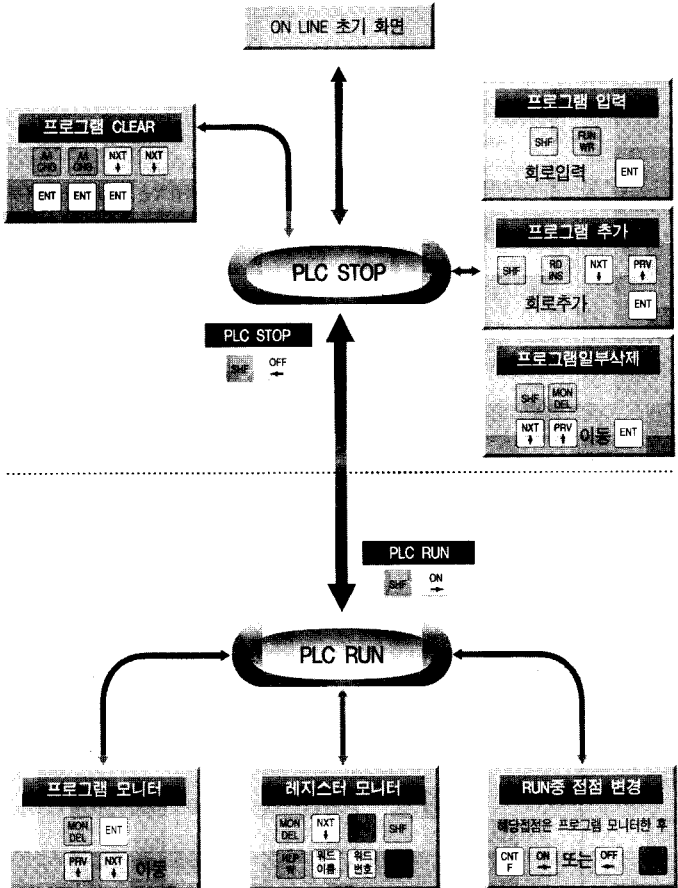 ON LINE 초기 화면
프로그램 CLEAR
NXT NXT
ENT ENT ENT
프로그램 입력
SHF RUN WR
회로입력 ENT
PLC STOP
프로그램 추가
SHF RD INS NXT PRV
회로추가 ENT
PLC STOP
SHF OFF
프로그램일부삭제
SHF MON DEL
NXT PRV 이동 ENT
PLC RUN
SHF ON
PLC RUN
프로그램 모니터
MON DEL ENT
PRV NXT 이동
레지스터 모니터
MON DEL NXT SHF
워드 이름 워드 번호
RUN중 접점 변경
해당접점은 프로그램 모니터한 후
CNT F ON 또는 OFF